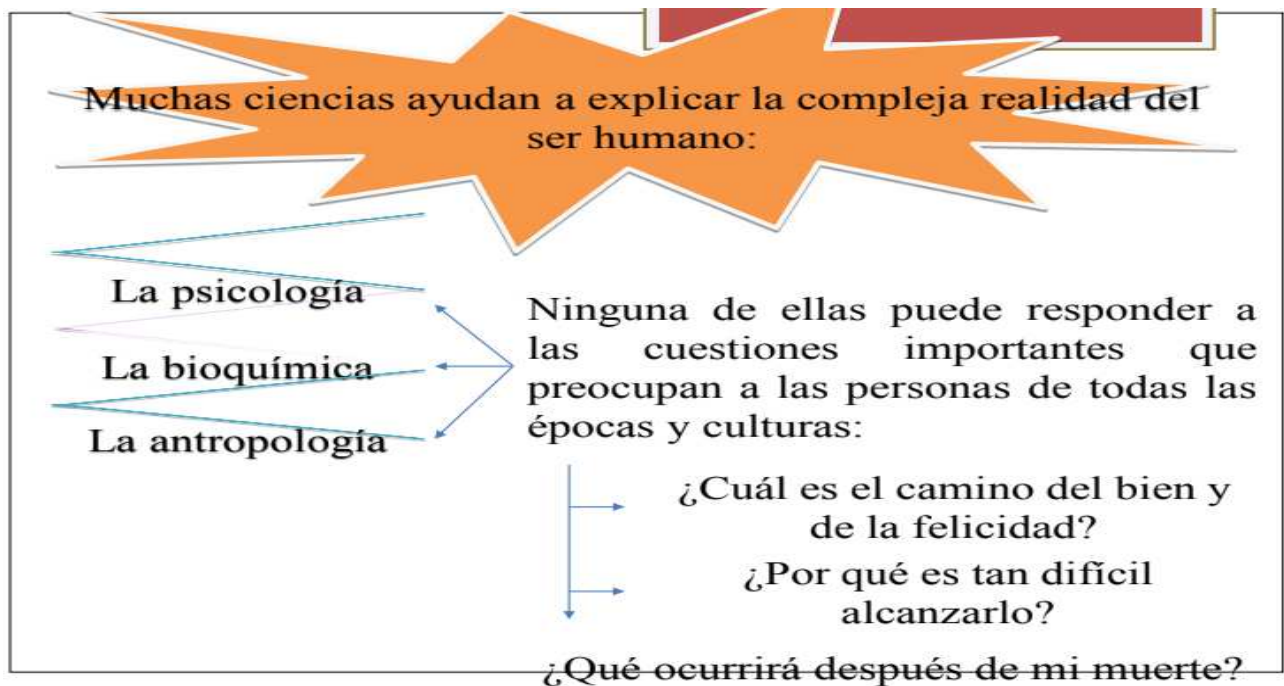 Muchas ciencias ayudan a explicar la compleja realidad del
ser humano:
La psicología
La bioquímica
La antropología
Ninguna de ellas puede responder a
las cuestiones importantes que
preocupan a las personas de todas las
épocas y culturas:
¿Cuál es el camino del bien y
de la felicidad?
¿Por qué es tan difícil
alcanzarlo?
¿Qué ocurrirá después de mi muerte?